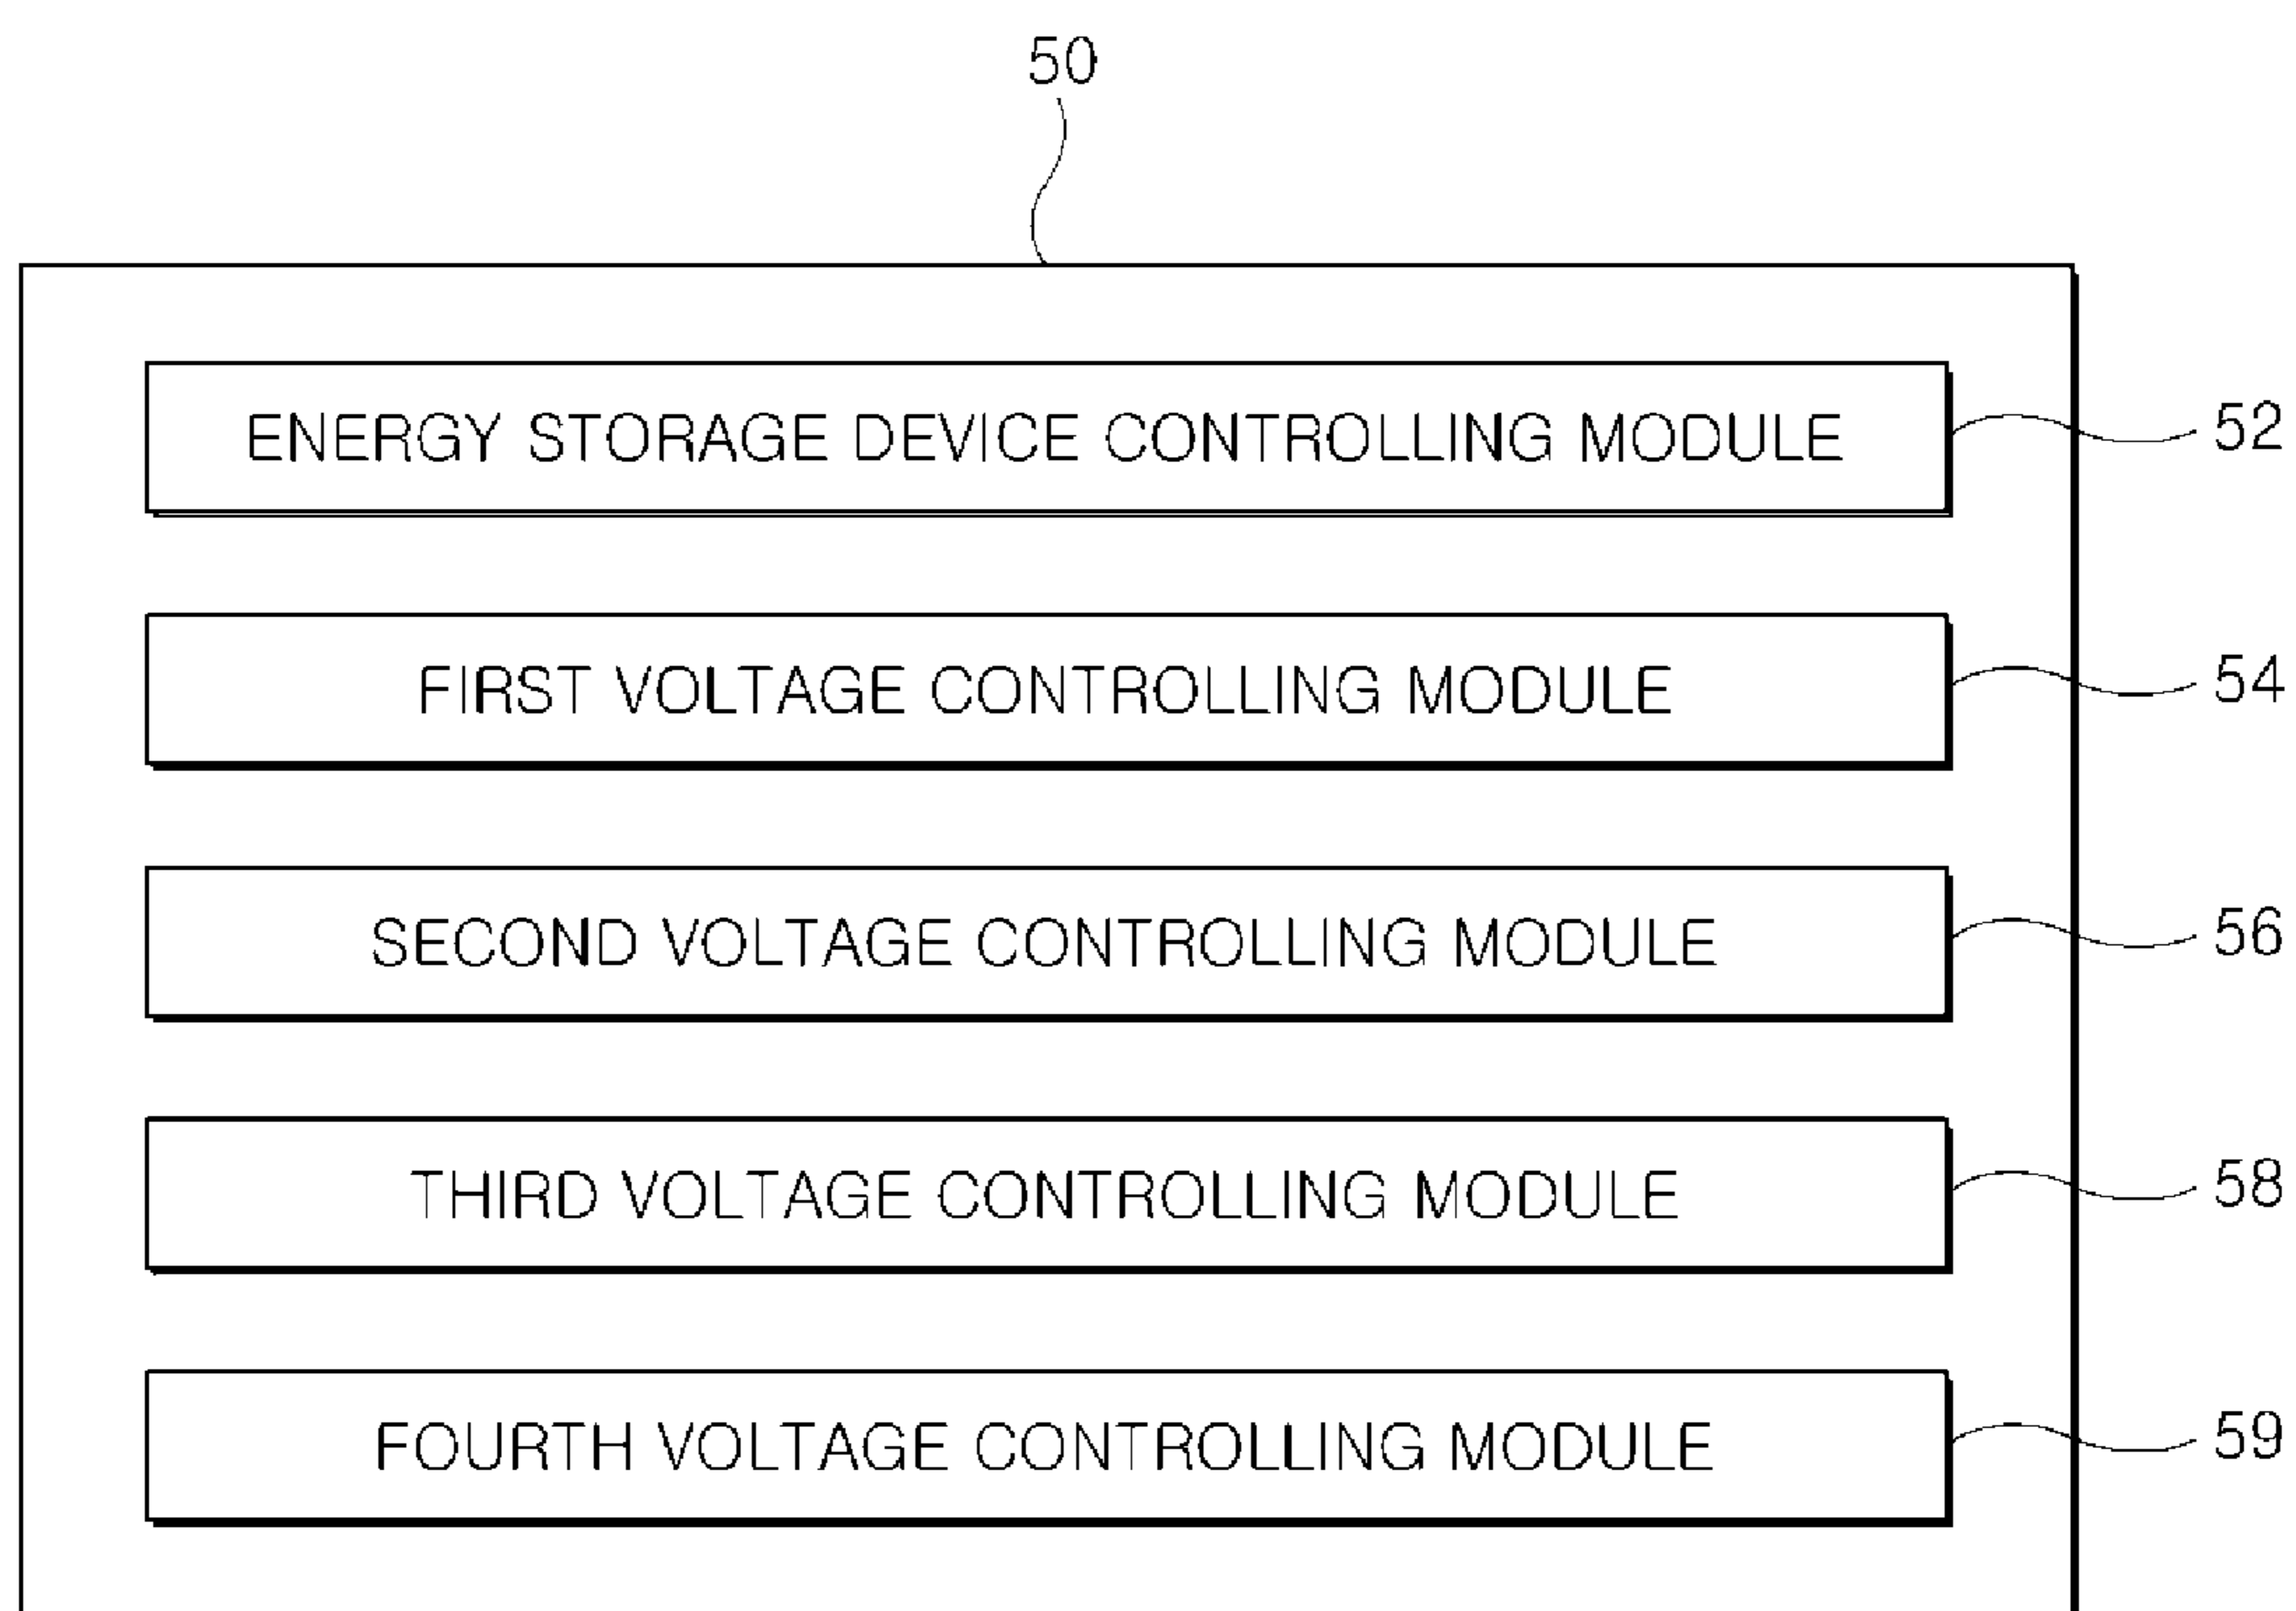 50
ENERGY STORAGE DEVICE CONTROLLING MODULE 52
FIRST VOLTAGE CONTROLLING MODULE 54
SECOND VOLTAGE CONTROLLING MODULE 56
THIRD VOLTAGE CONTROLLING MODULE 58
FOURTH VOLTAGE CONTROLLING MODULE 59